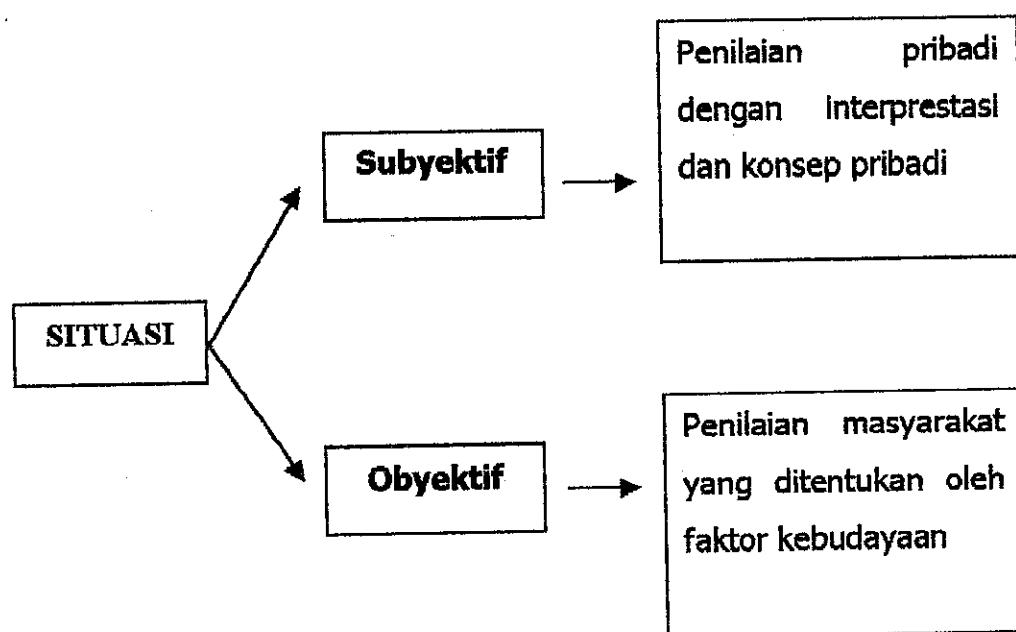 Penilaian pribadi
dengan interprestasi
dan konsep pribadi
Subyektif
SITUASI
Obyektif
Penilaian masyarakat
yang ditentukan oleh
faktor kebudayaan